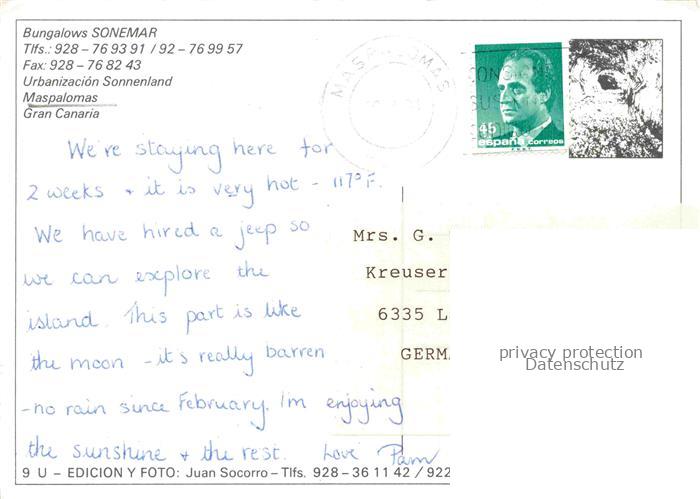 Bungalows SONEMAR
Tlfs.: 928 - 76 93 91 / 92 - 76 99 57
Fax: 928 - 76 82 43
Urbanización Sonnenland
Maspalomas
Gran Canaria
MASPALOMAS
45
españa correos
We're staying here for
2 weeks + it is very hot - 117°F.
We have hired a jeep so
we can explore the
island. This part is like
the moon - it's really barren
- no rain since February. I'm enjoying
the sunshine + the rest. Love Pam
Mrs. G.
Kreuser
6335 L
GERMA
privacy protection
Datenschutz
9 U - EDICION Y FOTO: Juan Socorro - Tlfs. 928 - 36 11 42 / 922